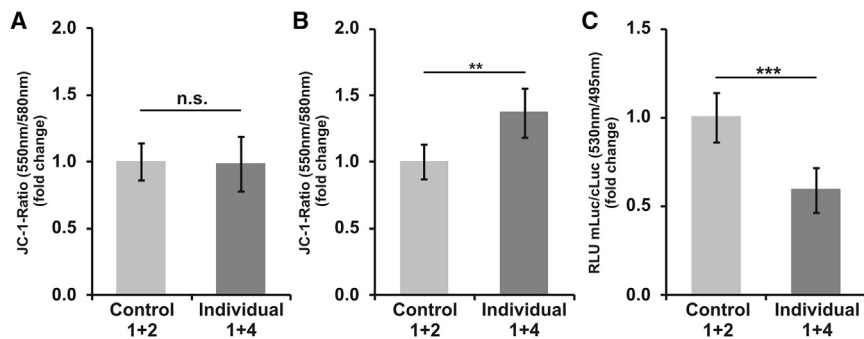 A
JC-1-Ratio (550nm/580nm)
(fold change)
2.0
1.5
1.0
0.5
0.0
n.s.
Control
1+2
Individual
1+4
B
JC-1-Ratio (550nm/580nm)
(fold change)
2.0
1.5
1.0
0.5
0.0
**
Control
1+2
Individual
1+4
C
RLU mLuc/cLuc (530nm/495nm)
(fold change)
1.5
1.0
0.5
0.0
***
Control
1+2
Individual
1+4